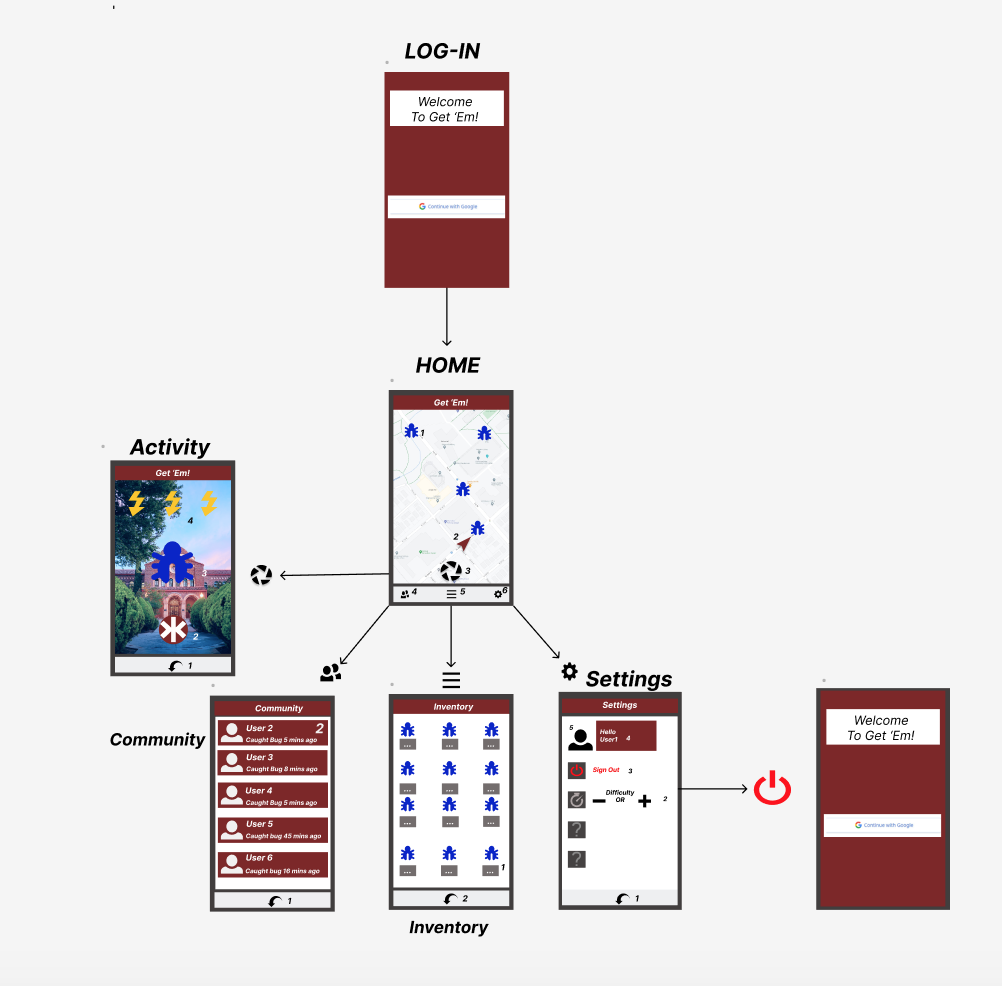 LOG-IN
Welcome
To Get ‘Em!
Continue with Google
HOME
Get ‘Em!
1
2
3
4
5
6
Activity
Get ‘Em!
4
3
2
1
Settings
Settings
5
Hello
User1
4
Sign Out
3
Difficulty
OR
2
1
Community
Community
User 2
2
Caught Bug 5 mins ago
User 3
Caught Bug 8 mins ago
User 4
Caught Bug 5 mins ago
User 5
Caught bug 45 mins ago
User 6
Caught bug 16 mins ago
1
Inventory
...
...
...
...
...
...
...
...
...
...
...
...
1
2
Inventory
Welcome
To Get ‘Em!
Continue with Google